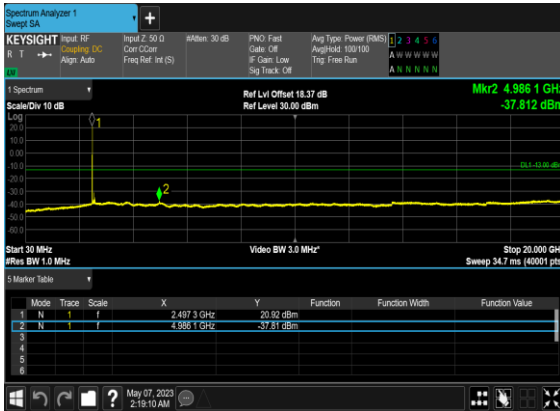 Spectrum Analyzer 1
Swept SA
+
KEYSIGHT
R T
Input: RF
Coupling: DC
Align: Auto
Input Z: 50 Ω
Corr CCorr
Freq Ref: Int (S)
#Atten: 30 dB
PNO: Fast
Gate: Off
IF Gain: Low
Sig Track: Off
Avg Type: Power (RMS)
Avg|Hold: 100/100
Trig: Free Run
1 2 3 4 5 6
A W W W W W
A N N N N N
1 Spectrum
Scale/Div 10 dB
Ref Lvl Offset 18.37 dB
Ref Level 30.00 dBm
Mkr2 4.986 1 GHz
-37.812 dBm
Log
20.0
10.0
0.00
-10.0
-20.0
-30.0
-40.0
-50.0
-60.0
1
2
DL1 -13.00 dBm
Start 30 MHz
#Res BW 1.0 MHz
Video BW 3.0 MHz*
Stop 20.000 GHz
Sweep 34.7 ms (40001 pts)
5 Marker Table
Mode Trace Scale X Y Function Function Width Function Value
1 N 1 f 2.497 3 GHz 20.92 dBm
2 N 1 f 4.986 1 GHz -37.81 dBm
3
4
5
6
?
May 07, 2023
2:19:10 AM